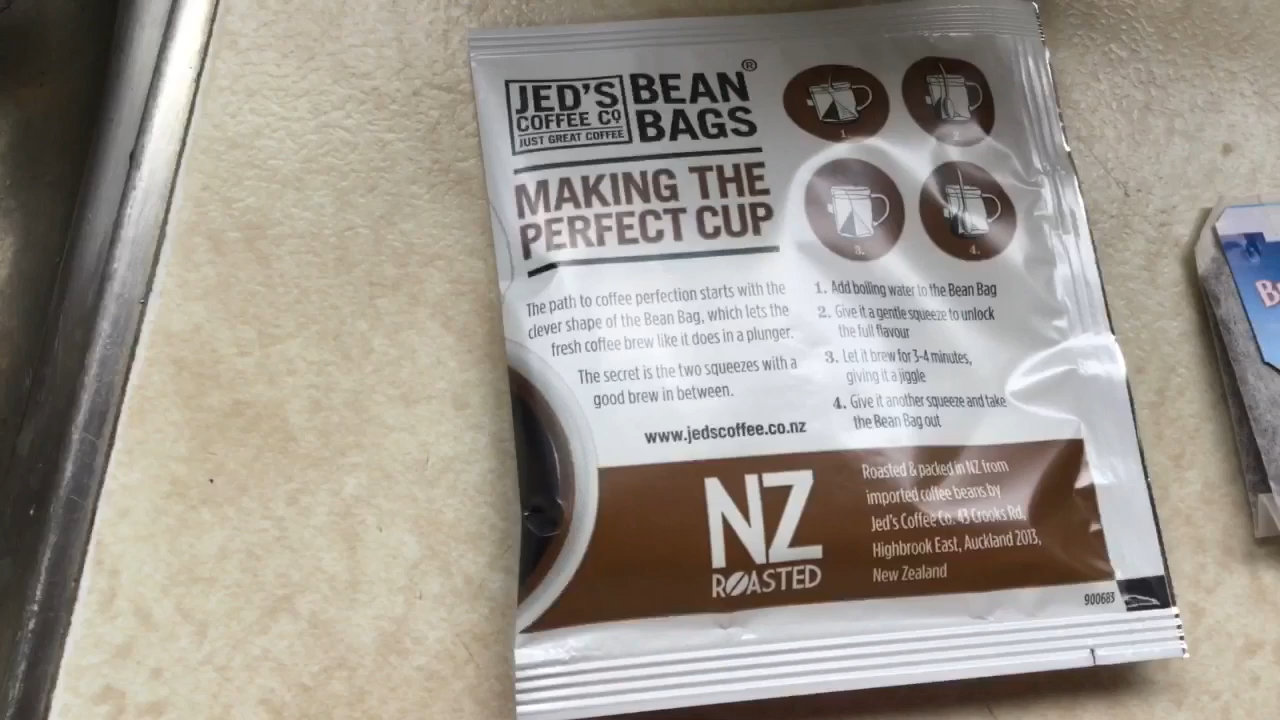 JED'S
COFFEE CO
JUST GREAT COFFEE
BEAN
BAGS®
MAKING THE
PERFECT CUP
1.
2.
3.
4.
The path to coffee perfection starts with the
clever shape of the Bean Bag, which lets the
fresh coffee brew like it does in a plunger.
The secret is the two squeezes with a
good brew in between.
www.jedscoffee.co.nz
1. Add boiling water to the Bean Bag
2. Give it a gentle squeeze to unlock
the full flavour
3. Let it brew for 3-4 minutes,
giving it a jiggle
4. Give it another squeeze and take
the Bean Bag out
NZ
ROASTED
Roasted & packed in NZ from
imported coffee beans by
Jed's Coffee Co. 43 Crooks Rd,
Highbrook East, Auckland 2013,
New Zealand
900683